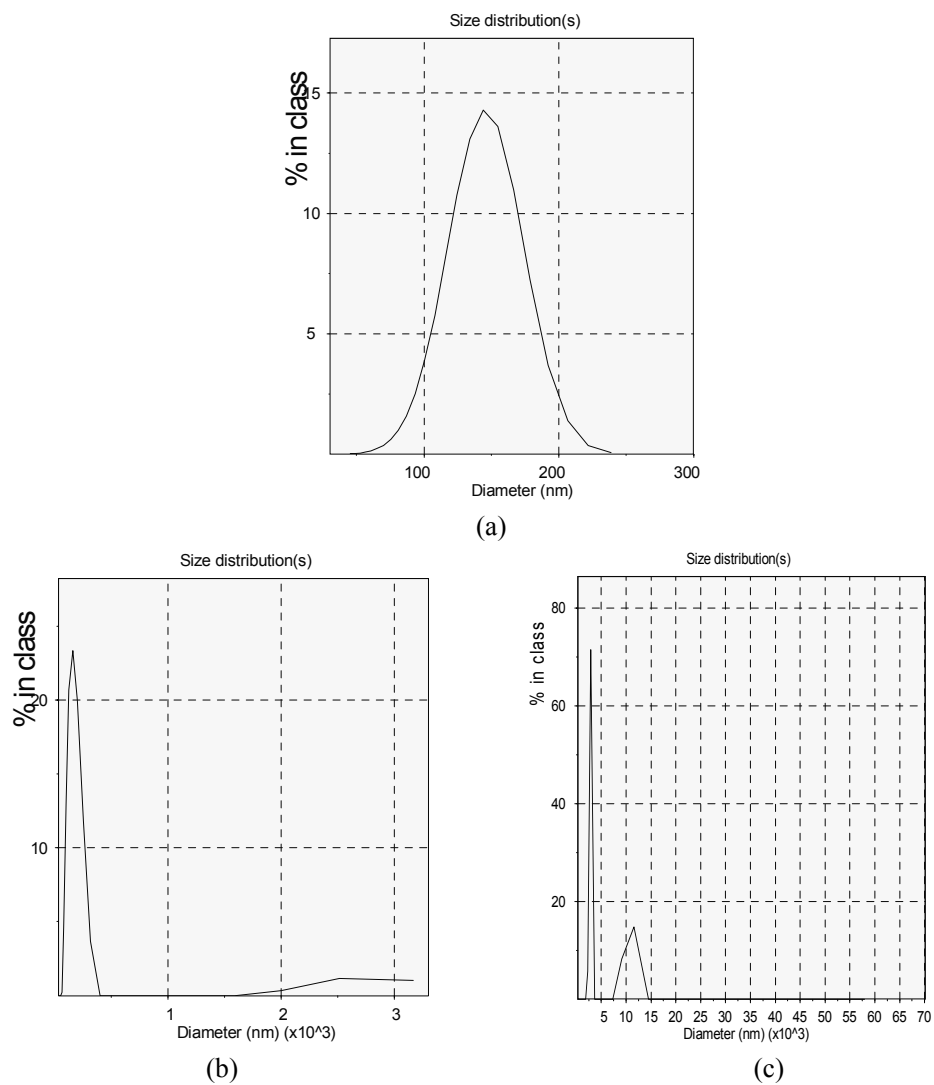 Size distribution(s)
% in class
15
10
5
100
200
300
Diameter (nm)
(a)
Size distribution(s)
% in class
20
10
1
2
3
Diameter (nm) (x10^3)
(b)
Size distribution(s)
% in class
80
60
40
20
5 10 15 20 25 30 35 40 45 50 55 60 65 70
Diameter (nm) (x10^3)
(c)